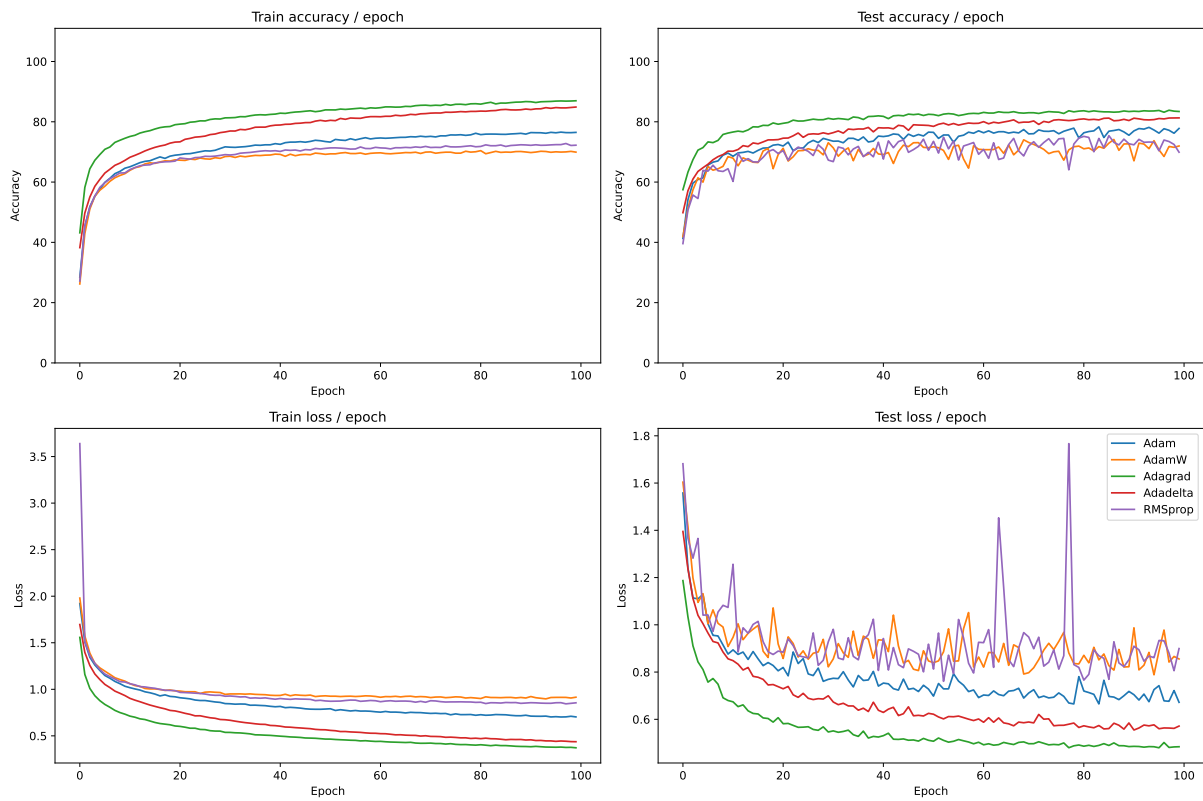 Train accuracy / epoch
Accuracy
100
80
60
40
20
0
0 20 40 60 80 100
Epoch
Test accuracy / epoch
Accuracy
100
80
60
40
20
0
0 20 40 60 80 100
Epoch
Train loss / epoch
Loss
3.5
3.0
2.5
2.0
1.5
1.0
0.5
0 20 40 60 80 100
Epoch
Test loss / epoch
Loss
1.8
1.6
1.4
1.2
1.0
0.8
0.6
0 20 40 60 80 100
Epoch
Adam
AdamW
Adagrad
Adadelta
RMSprop